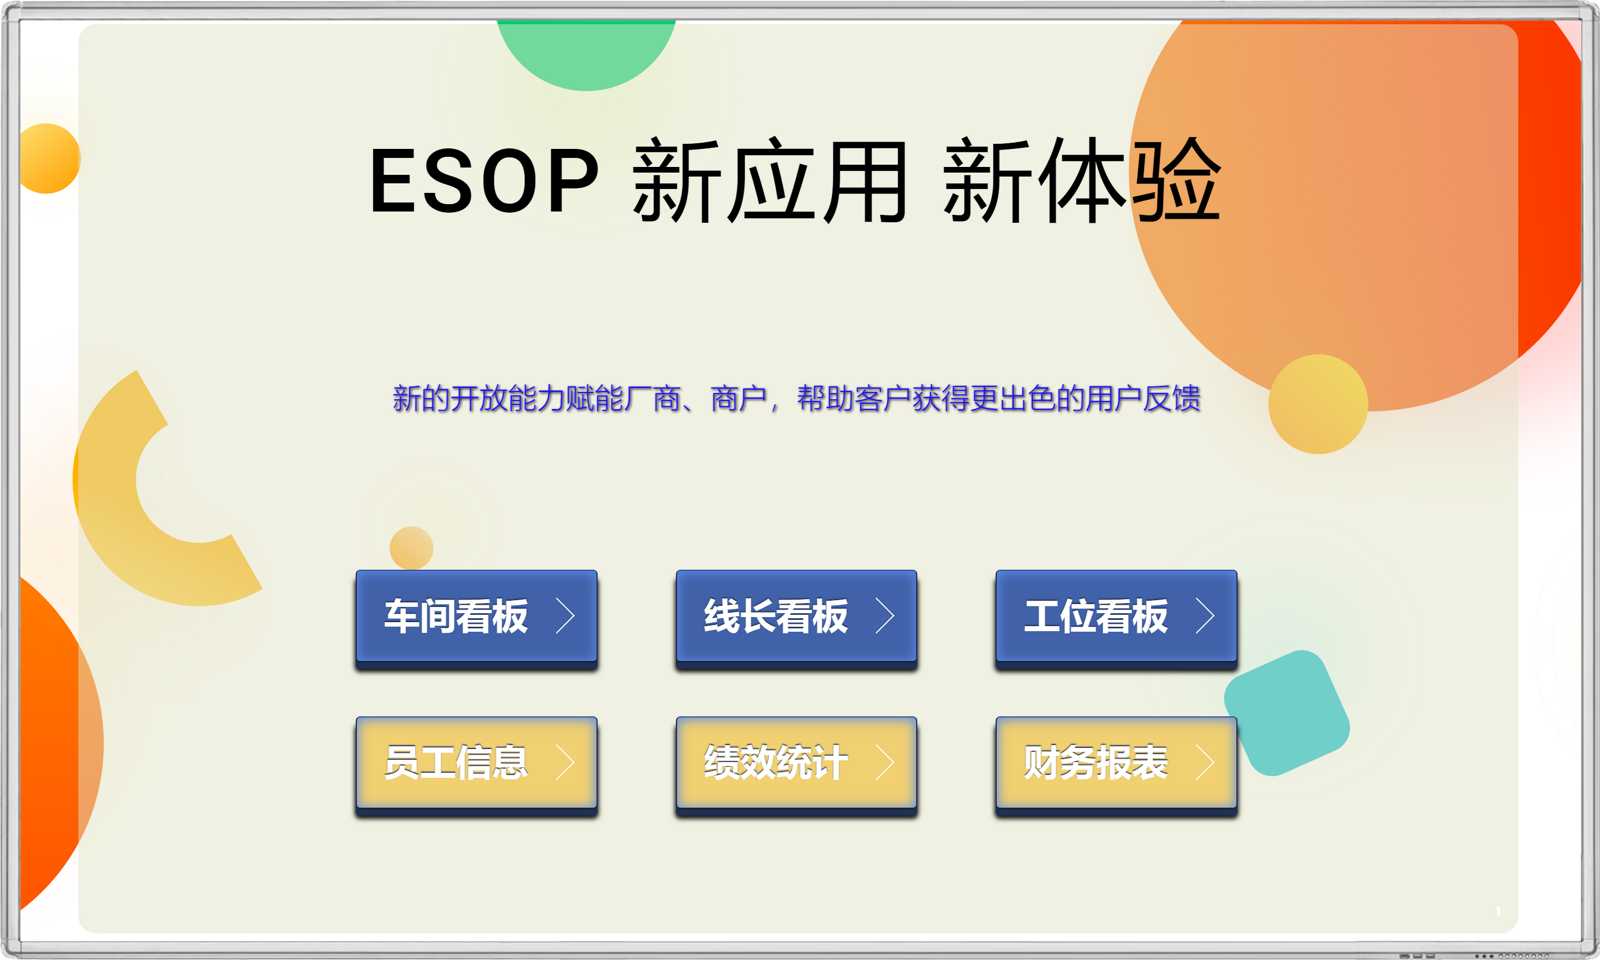 ESOP 新应用 新体验
新的开放能力赋能厂商、商户，帮助客户获得更出色的用户反馈
车间看板
线长看板
工位看板
员工信息
绩效统计
财务报表
1